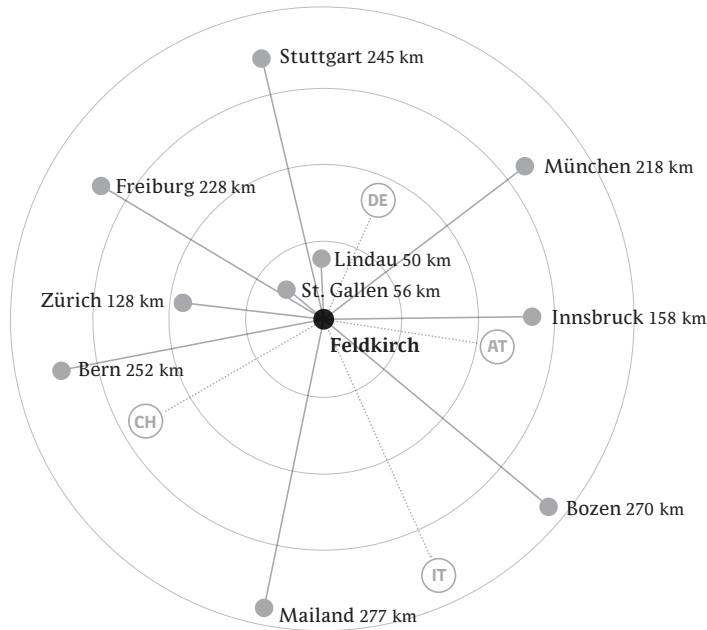 Stuttgart 245 km
München 218 km
Freiburg 228 km
DE
Lindau 50 km
St. Gallen 56 km
Zürich 128 km
Innsbruck 158 km
Feldkirch
AT
Bern 252 km
CH
Bozen 270 km
IT
Mailand 277 km